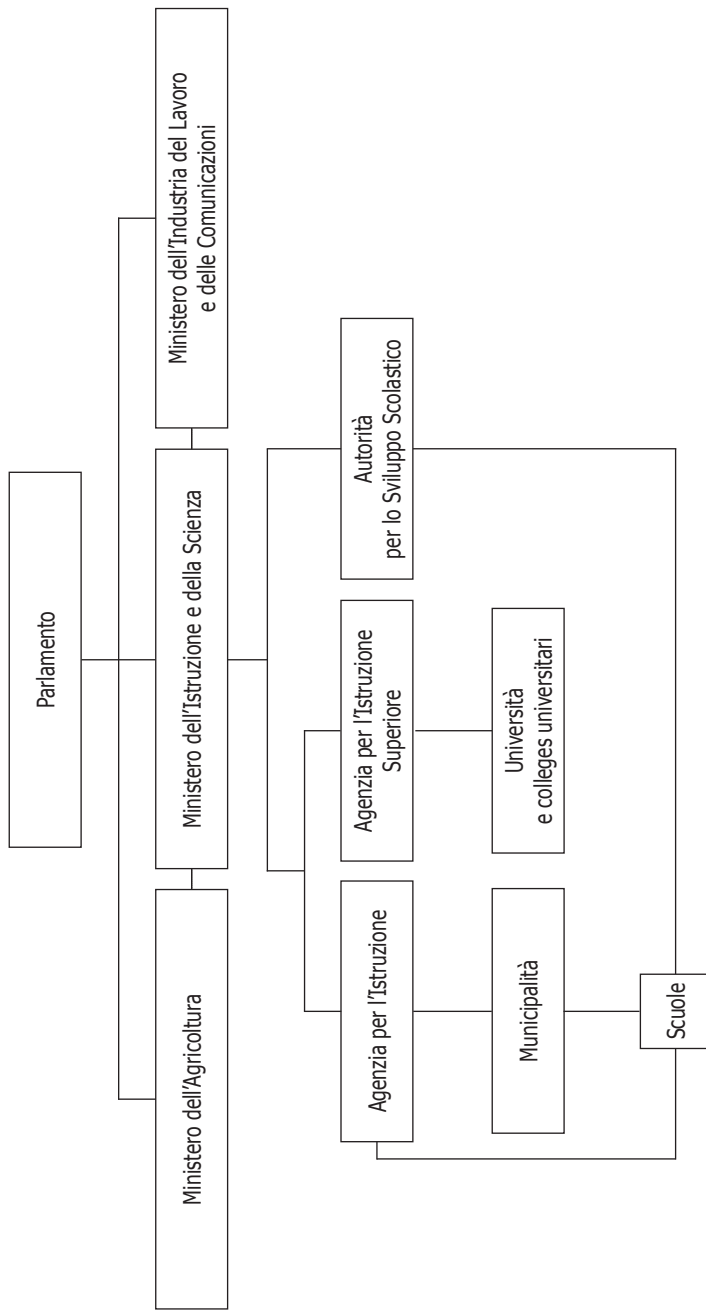 Parlamento
Ministero dell'Agricoltura
Ministero dell'Istruzione e della Scienza
Ministero dell'Industria del Lavoro
e delle Comunicazioni
Agenzia per l'Istruzione
Agenzia per l'Istruzione
Superiore
Autorità
per lo Sviluppo Scolastico
Municipalità
Università
e colleges universitari
Scuole